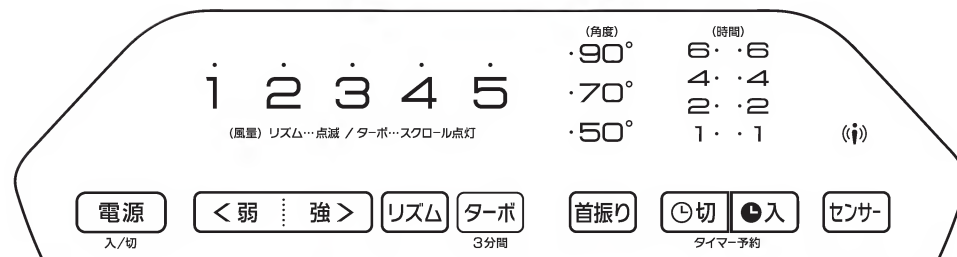 (角度) (時間)
・90° 6・ ・6
1 2 3 4 5 ・70° 4・ ・4
2・ ・2
(風量) リズム…点滅 / ターボ…スクロール点灯 ・50° 1・ ・1
電源 <弱 強> リズム ターボ 首振り 切 入 センサー
入/切 3分間 タイマー予約